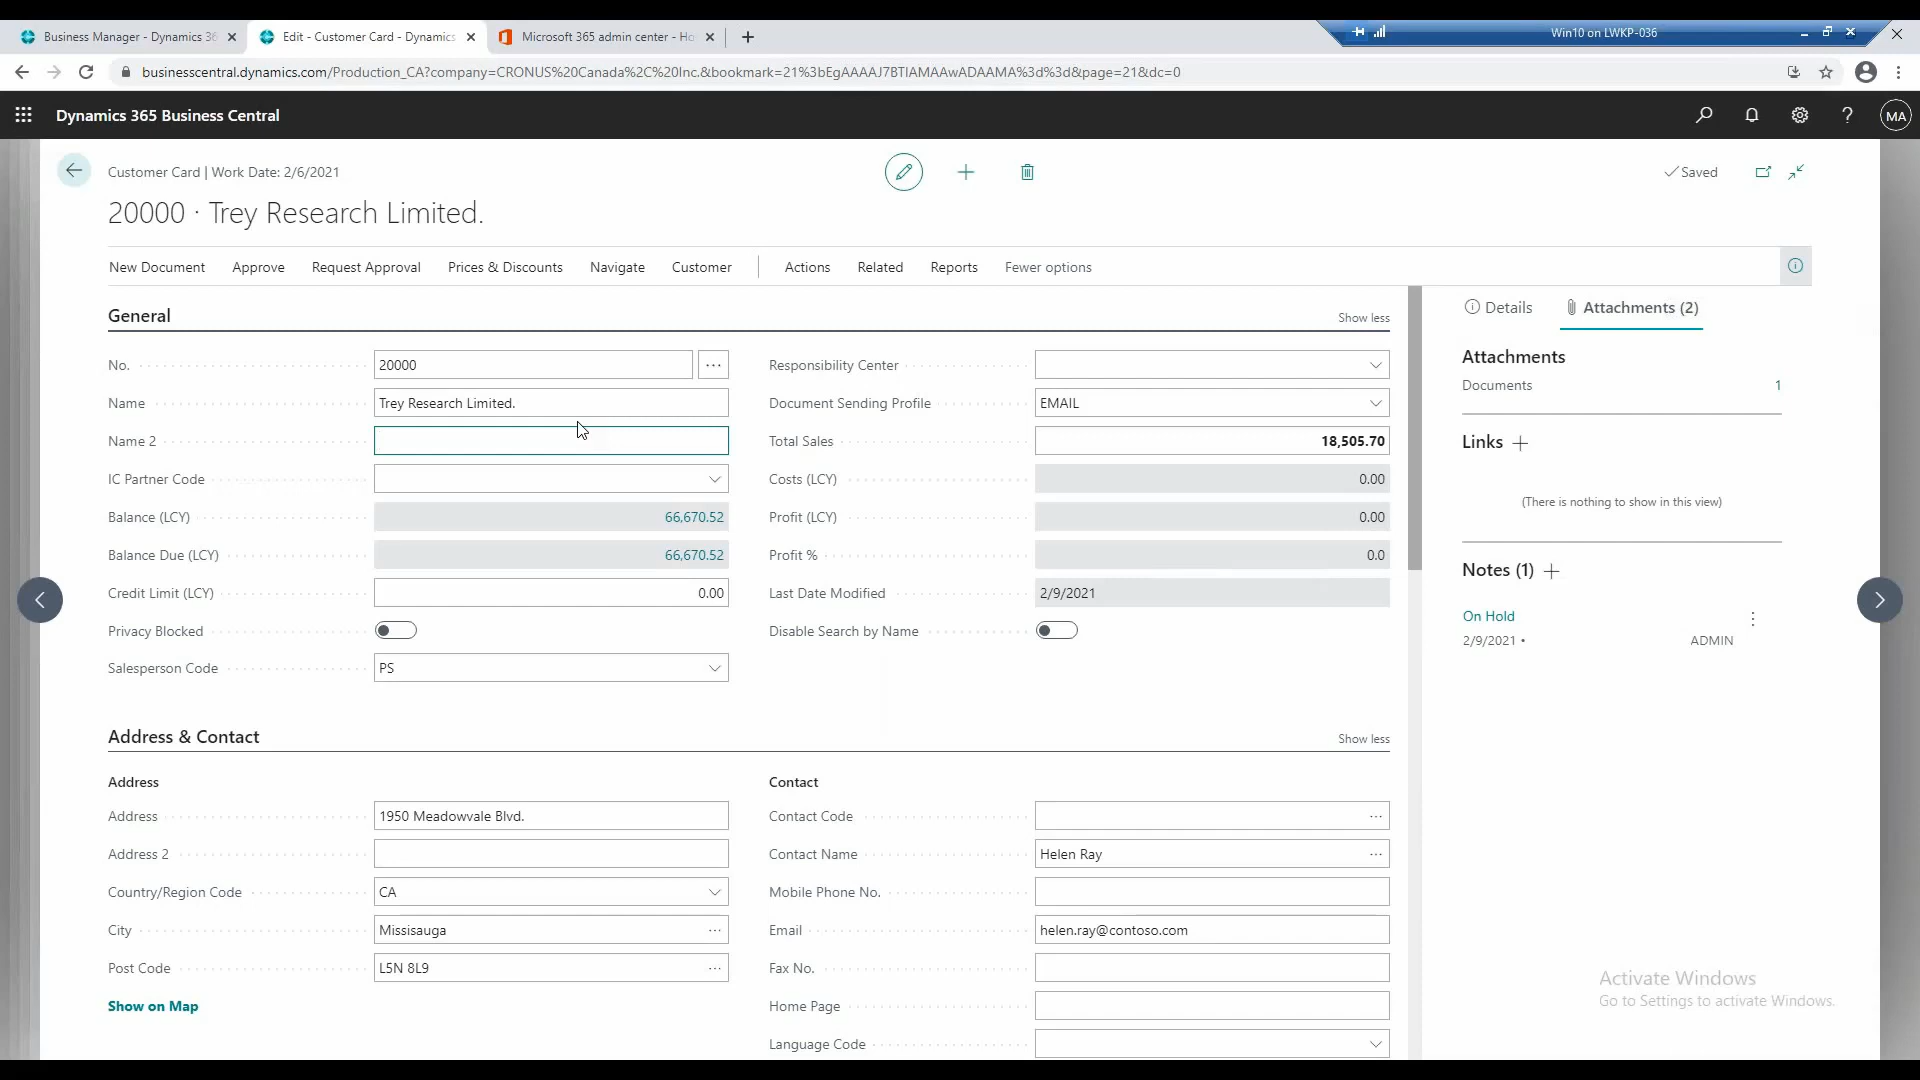 Business Manager - Dynamics 36
Edit - Customer Card - Dynamics
Microsoft 365 admin center - Ho
Win10 on LWKP-036
businesscentral.dynamics.com/Production_CA?company=CRONUS%20Canada%2C%20Inc.&bookmark=21%3bEgAAAAJ7BTIAMAAwADAAMA%3d%3d&page=21&dc=0
Dynamics 365 Business Central
MA
Customer Card | Work Date: 2/6/2021
Saved
20000 · Trey Research Limited.
New Document Approve Request Approval Prices & Discounts Navigate Customer Actions Related Reports Fewer options
General
Show less
No. 20000
Name Trey Research Limited.
Name 2
IC Partner Code
Balance (LCY) 66,670.52
Balance Due (LCY) 66,670.52
Credit Limit (LCY) 0.00
Privacy Blocked
Salesperson Code PS
Responsibility Center
Document Sending Profile EMAIL
Total Sales 18,505.70
Costs (LCY) 0.00
Profit (LCY) 0.00
Profit % 0.0
Last Date Modified 2/9/2021
Disable Search by Name
Address & Contact
Show less
Address
Address 1950 Meadowvale Blvd.
Address 2
Country/Region Code CA
City Missisauga
Post Code L5N 8L9
Show on Map
Contact
Contact Code
Contact Name Helen Ray
Mobile Phone No.
Email helen.ray@contoso.com
Fax No.
Home Page
Language Code
Details Attachments (2)
Attachments
Documents 1
Links
(There is nothing to show in this view)
Notes (1)
On Hold
2/9/2021 • ADMIN
Activate Windows
Go to Settings to activate Windows.